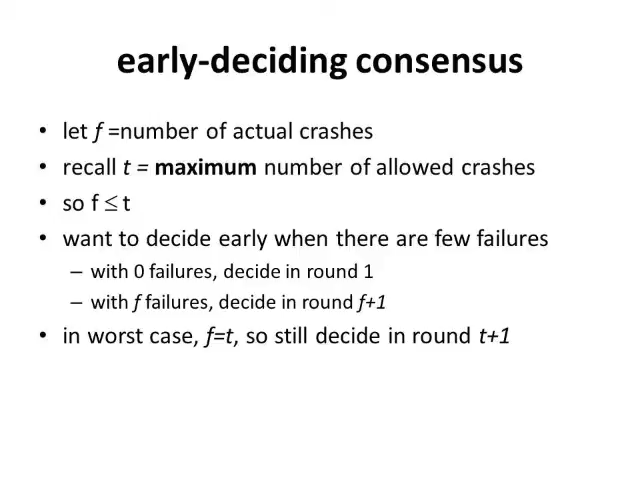 early-deciding consensus
• let f =number of actual crashes
• recall t = maximum number of allowed crashes
• so f ≤ t
• want to decide early when there are few failures
– with 0 failures, decide in round 1
– with f failures, decide in round f+1
• in worst case, f=t, so still decide in round t+1